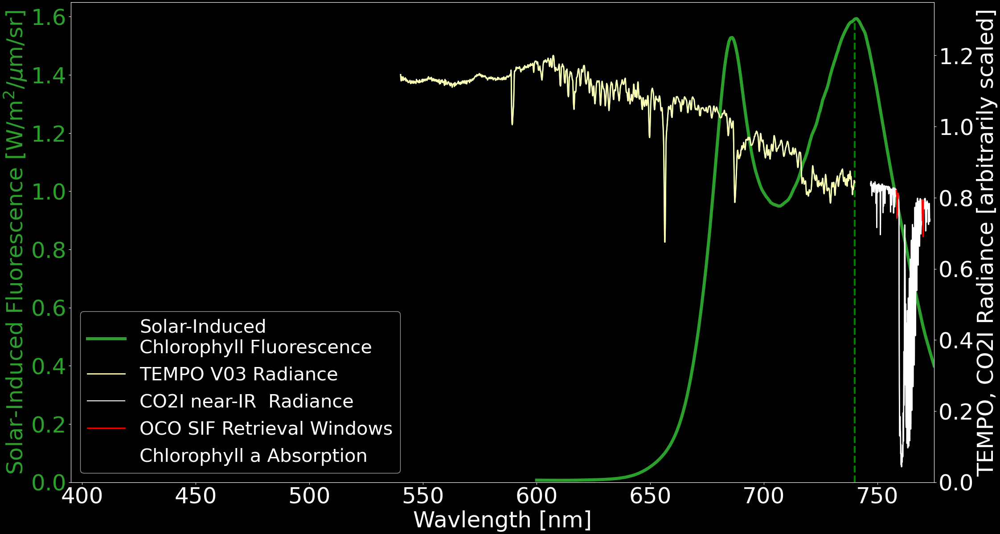 Solar-Induced Fluorescence [W/m²/μm/sr]
1.6
1.4
1.2
1.0
0.8
0.6
0.4
0.2
0.0
Solar-Induced
Chlorophyll Fluorescence
TEMPO V03 Radiance
CO2I near-IR  Radiance
OCO SIF Retrieval Windows
Chlorophyll a Absorption
400 450 500 550 600 650 700 750
Wavlength [nm]
1.2
1.0
0.8
0.6
0.4
0.2
0.0
TEMPO, CO2I Radiance [arbitrarily scaled]